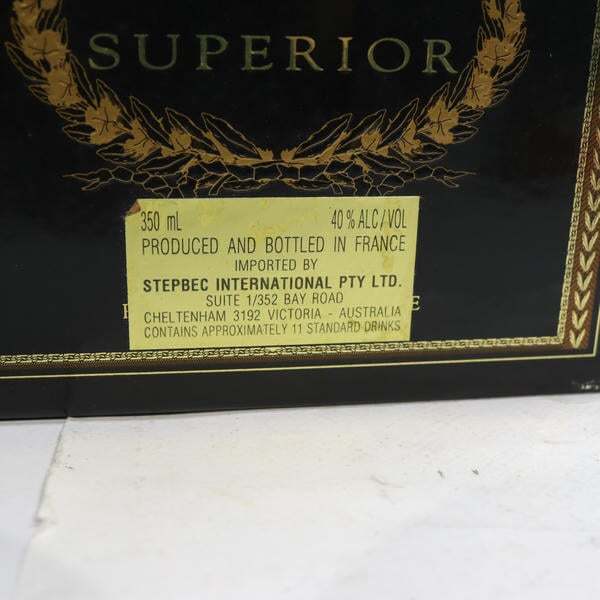 SUPERIOR
350 mL 40 % ALC/VOL
PRODUCED AND BOTTLED IN FRANCE
IMPORTED BY
STEPBEC INTERNATIONAL PTY LTD.
SUITE 1/352 BAY ROAD
CHELTENHAM 3192 VICTORIA - AUSTRALIA
CONTAINS APPROXIMATELY 11 STANDARD DRINKS